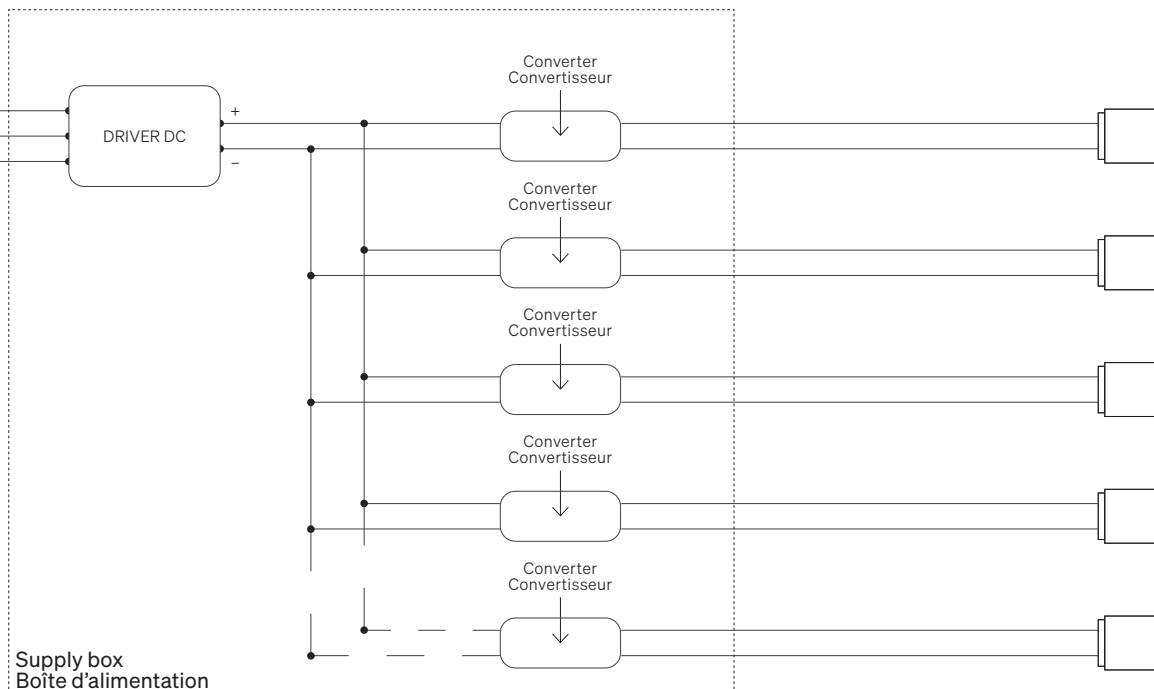 Converter
Convertisseur
+
DRIVER DC
–
Converter
Convertisseur
Converter
Convertisseur
Converter
Convertisseur
Converter
Convertisseur
Supply box
Boîte d’alimentation